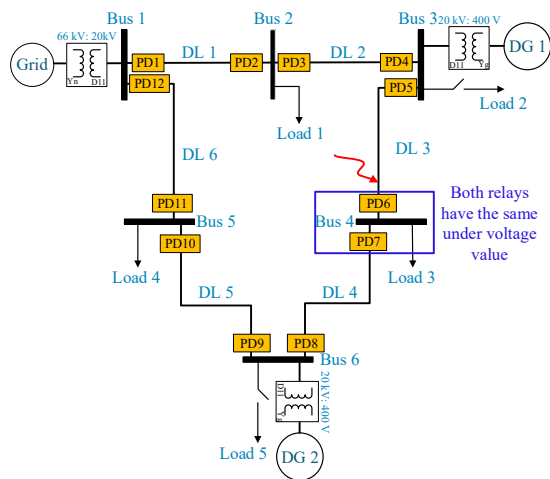 Bus 1
Bus 2
Bus 3
20 kV: 400 V
66 kV: 20kV
DL 1
DL 2
Grid
Yn
D11
PD1
PD2
PD3
PD4
D11
Yg
DG 1
PD12
PD5
Load 2
Load 1
DL 6
DL 3
PD11
PD6
Both relays
have the same
under voltage
value
Bus 5
Bus 4
PD10
PD7
Load 4
Load 3
DL 5
DL 4
PD9
PD8
Bus 6
20 kV: 400 V
D11
Yg
Load 5
DG 2